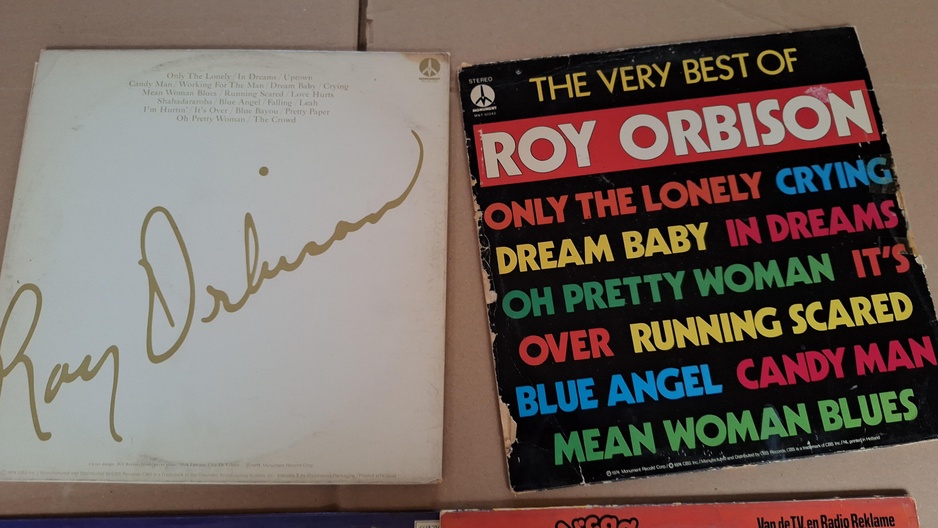 Only The Lonely / In Dreams / Uptown
Candy Man / Working For The Man / Dream Baby / Crying
Mean Woman Blues / Running Scared / Love Hurts
Shahadararoba / Blue Angel / Falling / Leah
I'm Hurtin' / It's Over / Blue Bayou / Pretty Paper
Oh Pretty Woman / The Crowd
MONUMENT
Roy Orbison
STEREO
MONUMENT
THE VERY BEST OF
ROY ORBISON
ONLY THE LONELY CRYING
DREAM BABY IN DREAMS
OH PRETTY WOMAN IT'S
OVER RUNNING SCARED
BLUE ANGEL CANDY MAN
MEAN WOMAN BLUES
Van de TV en Radio Reklame